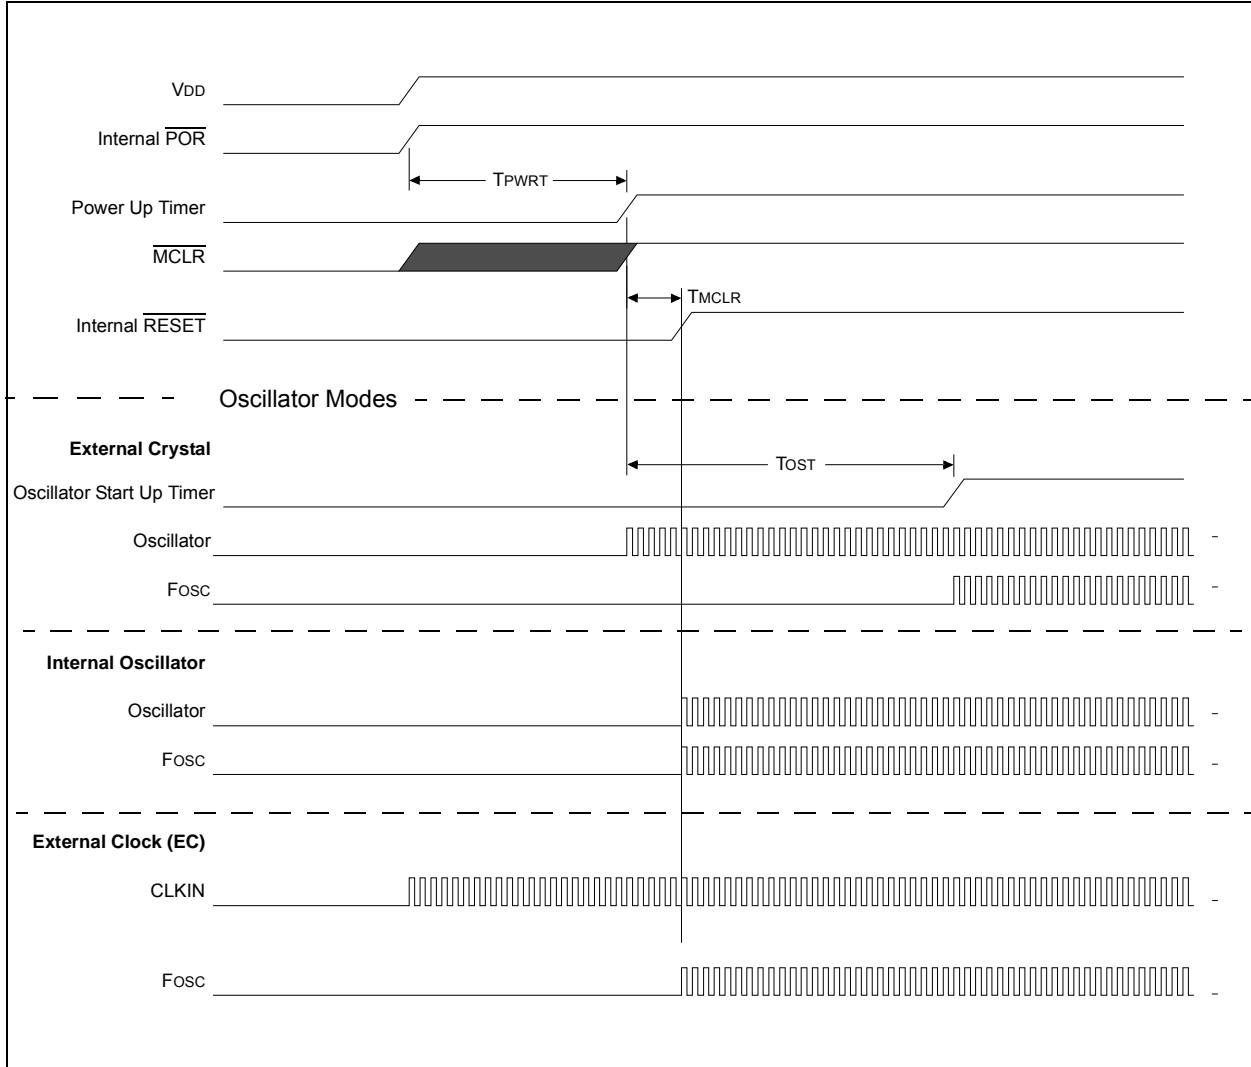 VDD
Internal POR
TPWRT
Power Up Timer
MCLR
TMCLR
Internal RESET
Oscillator Modes
External Crystal
TOST
Oscillator Start Up Timer
Oscillator
FOSC
Internal Oscillator
Oscillator
FOSC
External Clock (EC)
CLKIN
FOSC